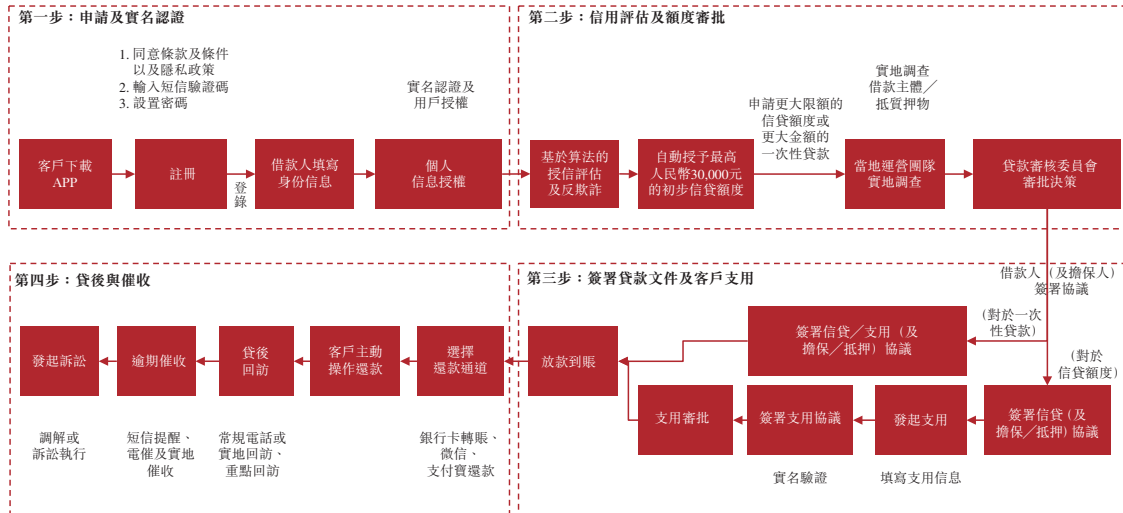 第一步：申請及實名認證
1. 同意條款及條件
以及隱私政策
2. 輸入短信驗證碼
3. 設置密碼
實名認證及
用戶授權
客戶下載
APP
註冊
登錄
借款人填寫
身份信息
個人
信息授權
第二步：信用評估及額度審批
實地調查
借款主體／
抵質押物
申請更大限額的
信貸額度或
更大金額的
一次性貸款
基於算法的
授信評估
及反欺詐
自動授予最高
人民幣30,000元
的初步信貸額度
當地運營團隊
實地調查
貸款審核委員會
審批決策
第三步：簽署貸款文件及客戶支用
借款人（及擔保人）
簽署協議
(對於一次
性貸款)
簽署信貸／支用（及
擔保／抵押）協議
(對於
信貸額度)
簽署信貸（及
擔保／抵押）協議
發起支用
填寫支用信息
簽署支用協議
實名驗證
支用審批
放款到賬
第四步：貸後與催收
選擇
還款通道
銀行卡轉賬、
微信、
支付寶還款
客戶主動
操作還款
貸後
回訪
常規電話或
實地回訪、
重點回訪
逾期催收
短信提醒、
電催及實地
催收
發起訴訟
調解或
訴訟執行